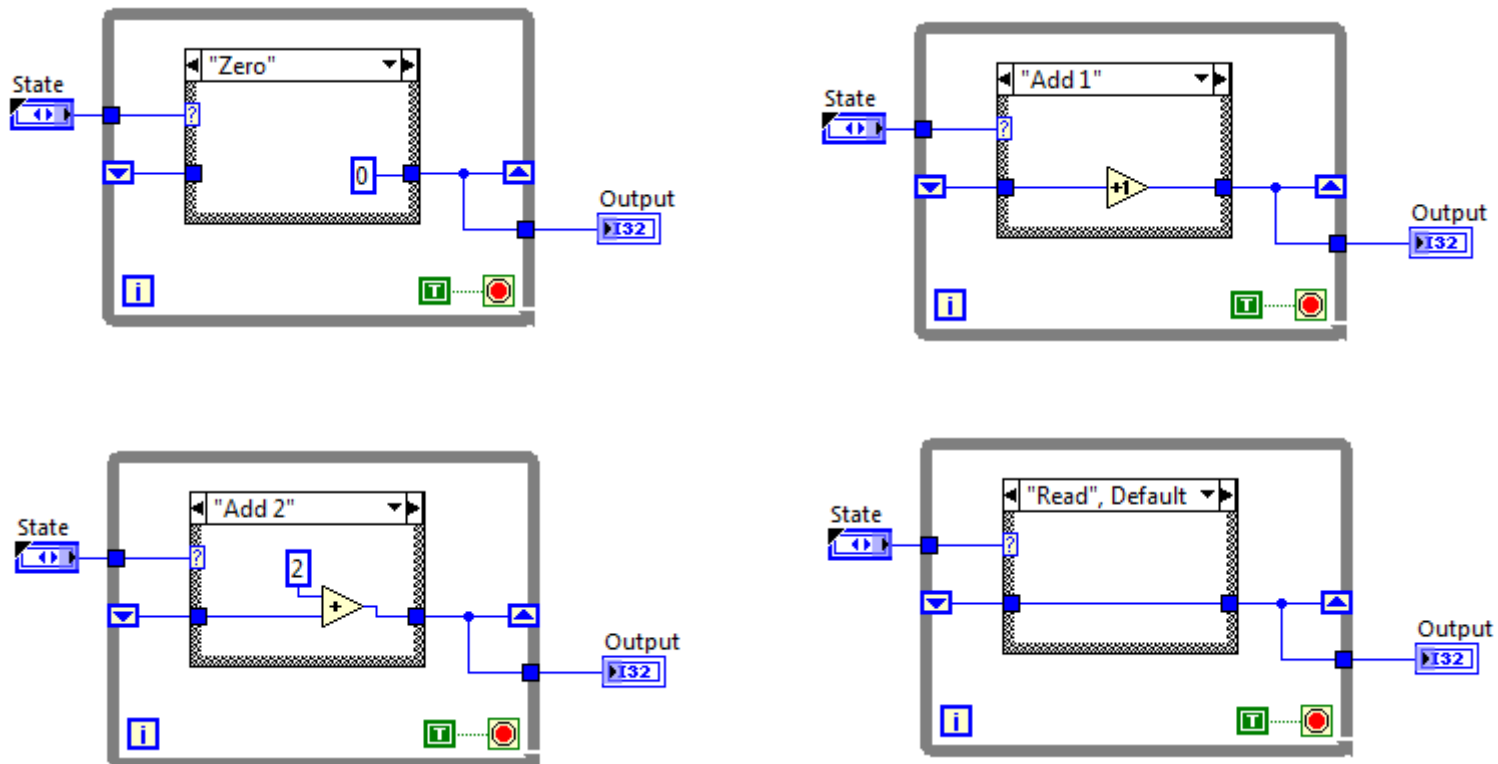 "Zero"
State
?
0
Output
I32
i
T
"Add 1"
State
?
+1
Output
I32
i
T
"Add 2"
State
?
2
+
Output
I32
i
T
"Read", Default
State
?
Output
I32
i
T